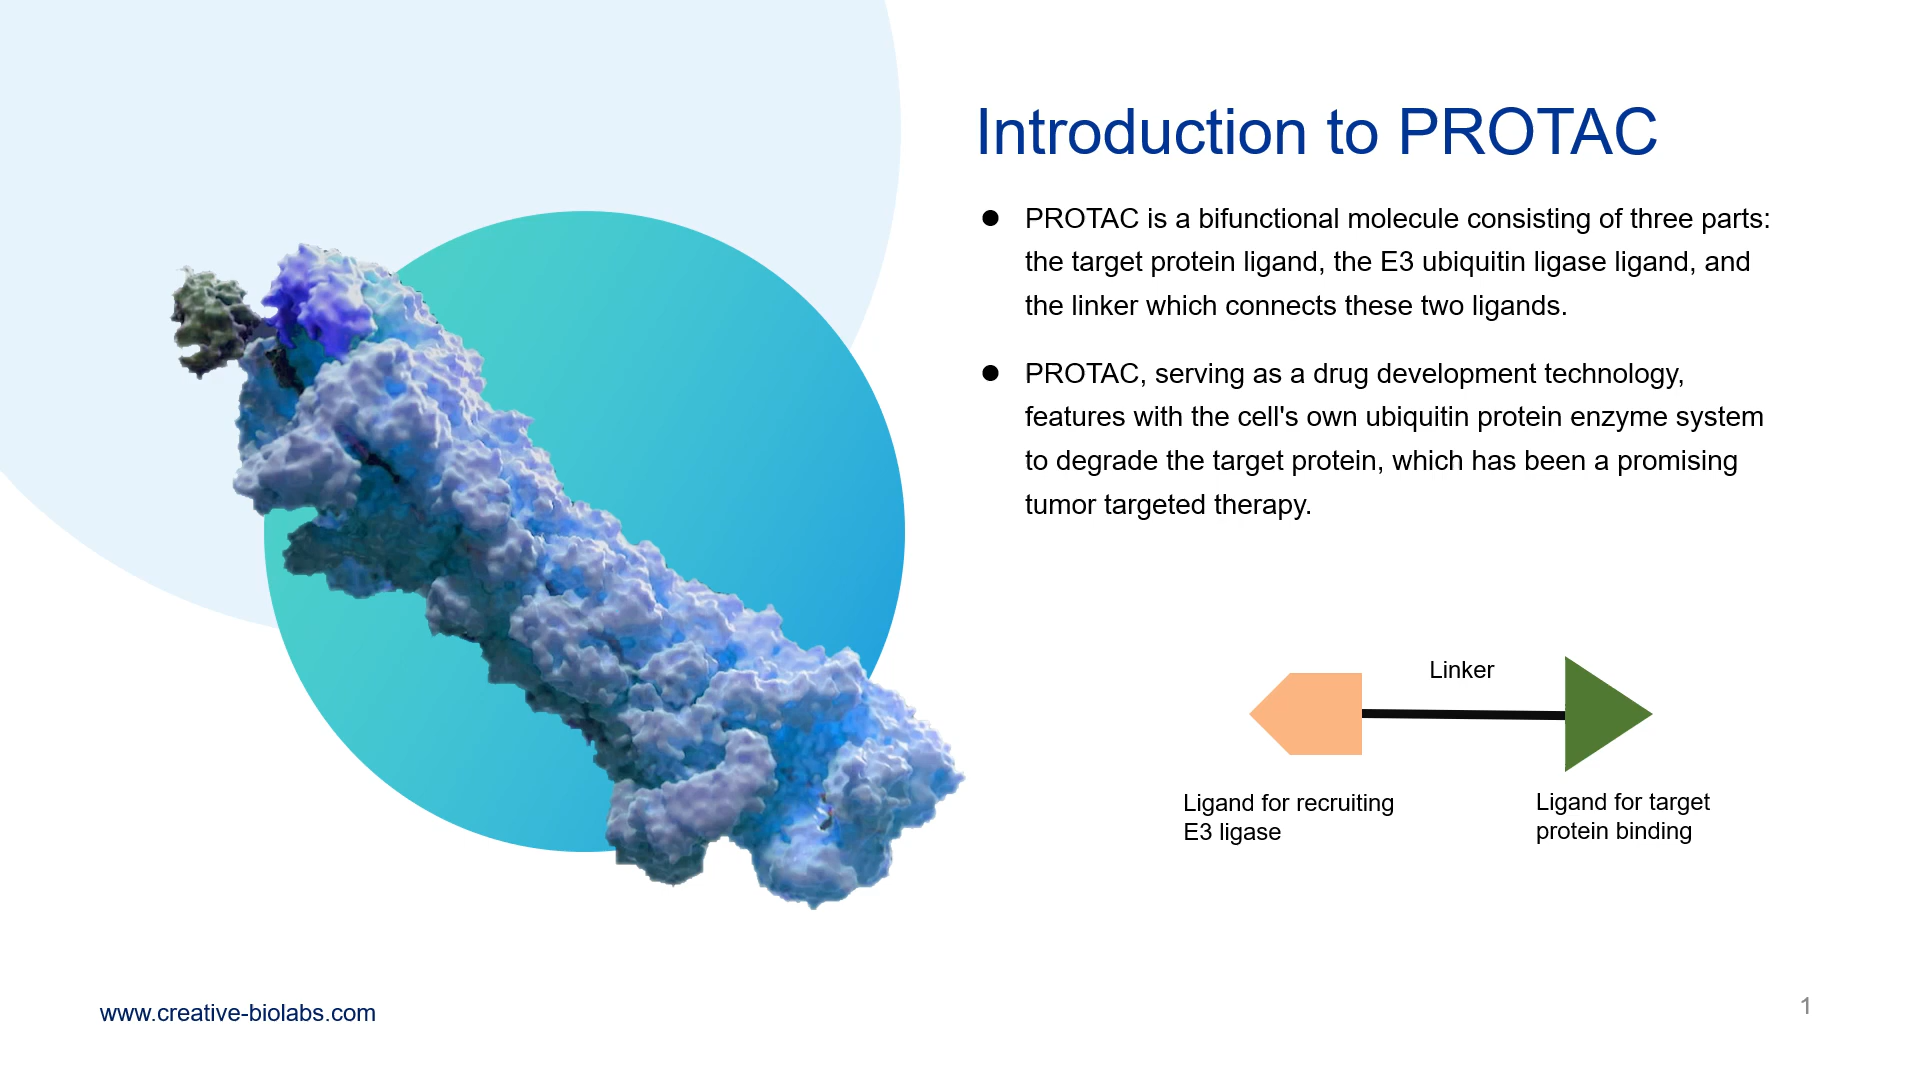 Introduction to PROTAC
● PROTAC is a bifunctional molecule consisting of three parts:
the target protein ligand, the E3 ubiquitin ligase ligand, and
the linker which connects these two ligands.
● PROTAC, serving as a drug development technology,
features with the cell's own ubiquitin protein enzyme system
to degrade the target protein, which has been a promising
tumor targeted therapy.
Linker
Ligand for recruiting
E3 ligase
Ligand for target
protein binding
www.creative-biolabs.com
1